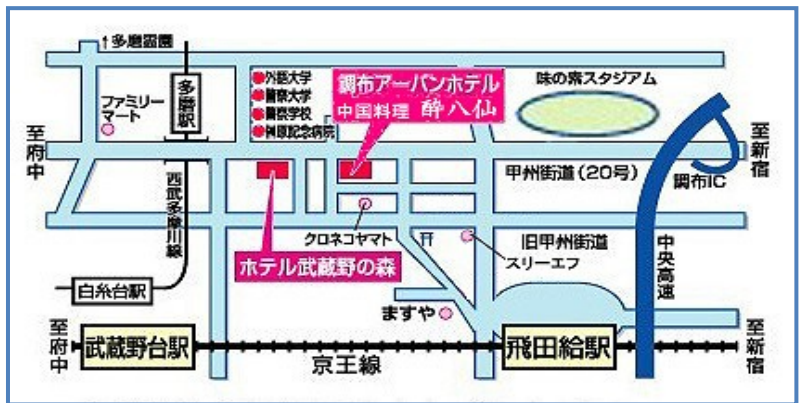 ↑多磨霊園
ファミリー
マート
多磨駅
外語大学
警察大学
警察学校
榊原記念病院
調布アーバンホテル
中国料理 酔八仙
味の素スタジアム
至府中
至新宿
西武多摩川線
甲州街道(20号)
調布IC
クロネコヤマト
旧甲州街道
スリーエフ
中央高速
ホテル武蔵野の森
白糸台駅
ますや
至府中
武蔵野台駅
京王線
飛田給駅
至新宿